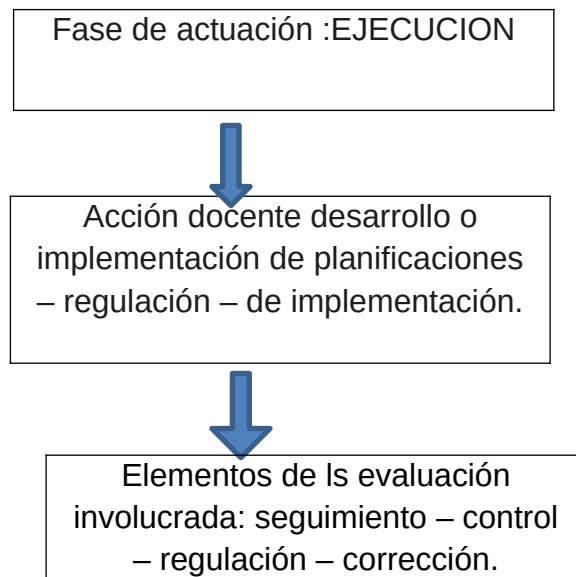 Fase de actuación :EJECUCION
Acción docente desarrollo o
implementación de planificaciones
– regulación – de implementación.
Elementos de ls evaluación
involucrada: seguimiento – control
– regulación – corrección.